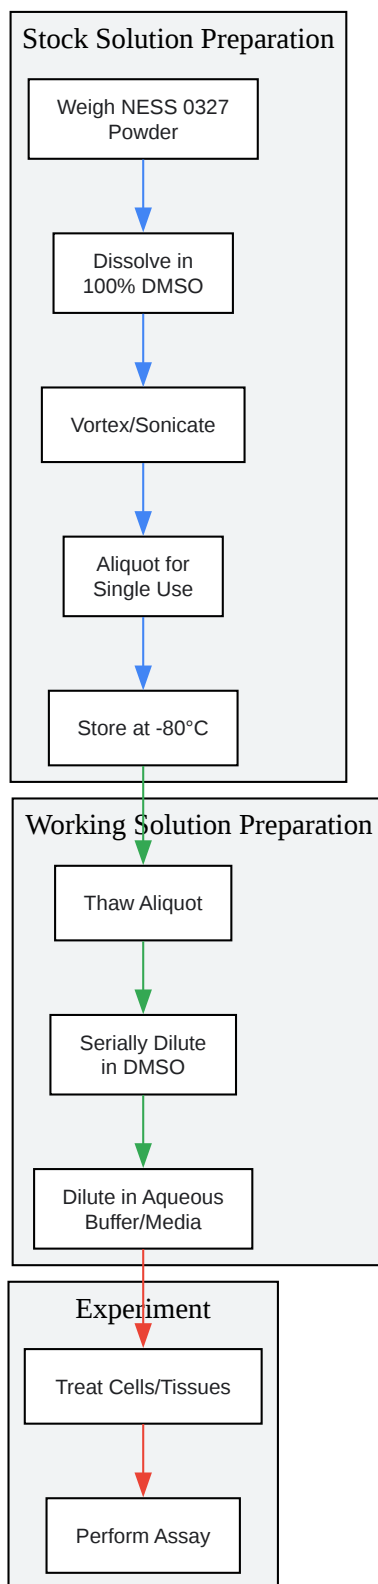 Stock Solution Preparation
Weigh NESS 0327
Powder
Dissolve in
100% DMSO
Vortex/Sonicate
Aliquot for
Single Use
Store at -80°C
Working Solution Preparation
Thaw Aliquot
Serially Dilute
in DMSO
Dilute in Aqueous
Buffer/Media
Experiment
Treat Cells/Tissues
Perform Assay